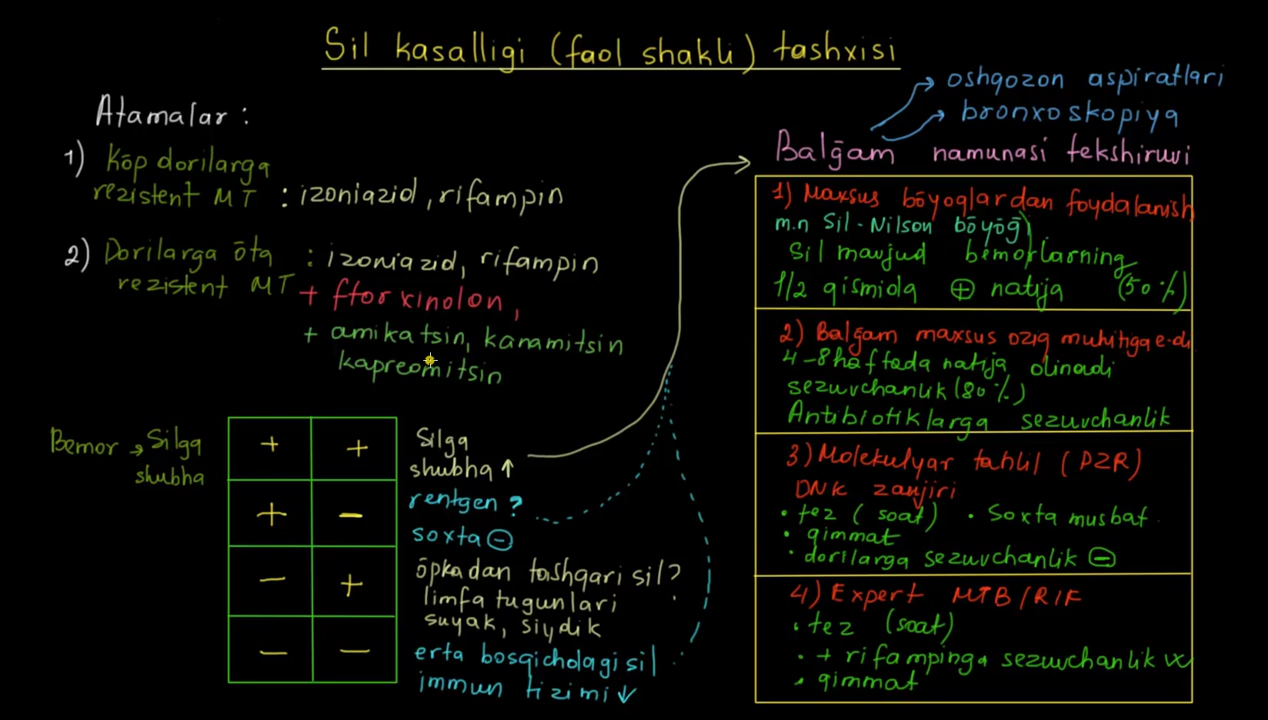 Sil kasalligi (faol shakli) tashxisi
Atamalar :
1) Kōp dorilarga
rezistent MT : izoniazid, rifampin
2) Dorilarga ōta : izoniazid, rifampin
rezistent MT + ftorxinolon,
+ amikatsin, kanamitsin
kapreomitsin
Bemor → Silga
shubha
+ +
+ -
- +
- -
Silga
shubha ↑
rentgen ?
soxta ⊖
ōpkadan tashqari sil?
limfa tugunlari
suyak, siydik
erta bosqichdagi sil
immun tizimi ↓
oshqozon aspiratlari
bronxoskopiya
Balḡam namunasi tekshiruvi
1) Maxsus bōyoqlardan foydalanish
m.n Sil-Nilson bōyōḡi
Sil mavjud bemorlarning
1/2 qismida ⊕ natija (50%)
2) Balḡam maxsus oziq muhitiga e-di
4-8 haftada natija olinadi
sezuvchanlik (80%)
Antibiotiklarga sezuvchanlik
3) Molekulyar tahlil (PZR)
DNK zanjiri
• tez (soat) • Soxta musbat
• qimmat
• dorilarga sezuvchanlik ⊖
4) Expert MTB/RIF
• tez (soat)
• + rifampinga sezuvchanlik
• qimmat